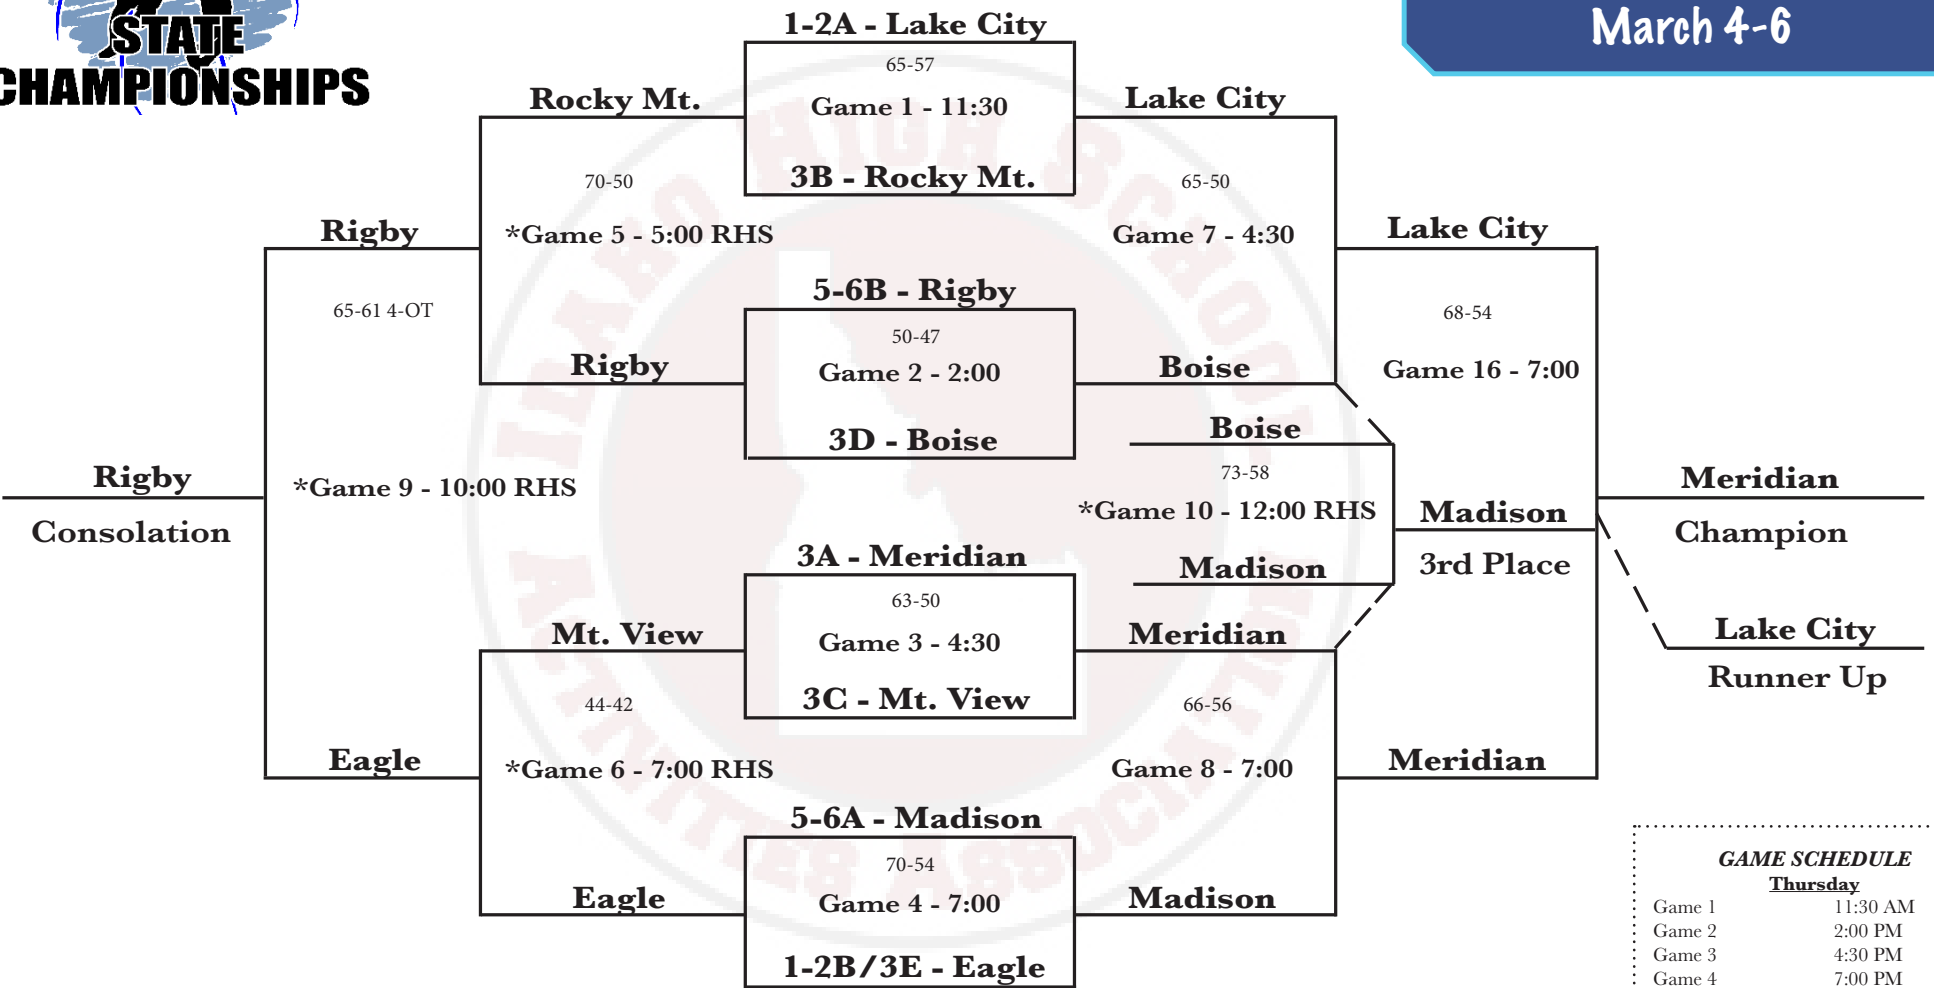 STATE
CHAMPIONSHIPS
March 4-6
1-2A - Lake City
65-57
Game 1 - 11:30
3B - Rocky Mt.
Rocky Mt.
Lake City
70-50
*Game 5 - 5:00 RHS
65-50
Game 7 - 4:30
Rigby
Lake City
5-6B - Rigby
50-47
Game 2 - 2:00
3D - Boise
65-61 4-OT
68-54
Game 16 - 7:00
Rigby
Boise
Boise
73-58
*Game 10 - 12:00 RHS
Madison
Madison
3rd Place
Rigby
Consolation
*Game 9 - 10:00 RHS
Meridian
Champion
3A - Meridian
63-50
Game 3 - 4:30
3C - Mt. View
Mt. View
Meridian
Lake City
Runner Up
44-42
*Game 6 - 7:00 RHS
66-56
Game 8 - 7:00
Eagle
Meridian
5-6A - Madison
70-54
Game 4 - 7:00
1-2B/3E - Eagle
Eagle
Madison
GAME SCHEDULE
Thursday
Game 1 11:30 AM
Game 2 2:00 PM
Game 3 4:30 PM
Game 4 7:00 PM
IDAHO HIGH SCHOOL
ACTIVITIES ASSOCIATION